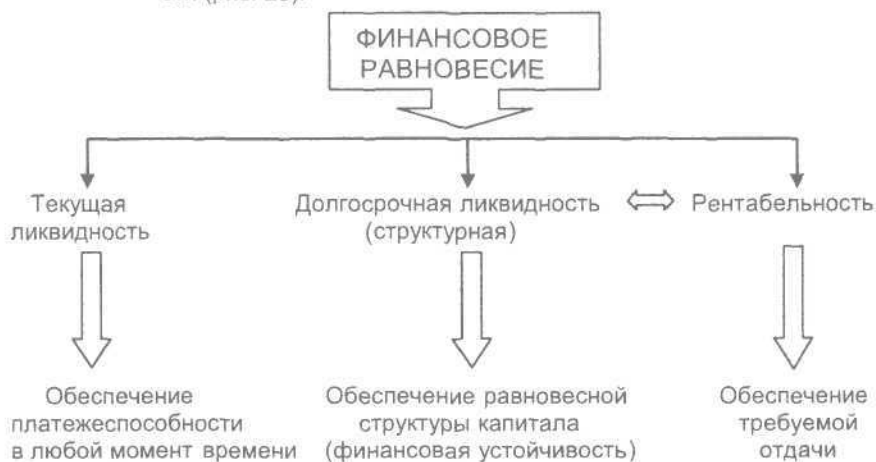 ФИНАНСОВОЕ
РАВНОВЕСИЕ
Текущая
ликвидность
Долгосрочная ликвидность
(структурная)
Рентабельность
Обеспечение
платежеспособности
в любой момент времени
Обеспечение равновесной
структуры капитала
(финансовая устойчивость)
Обеспечение
требуемой
отдачи